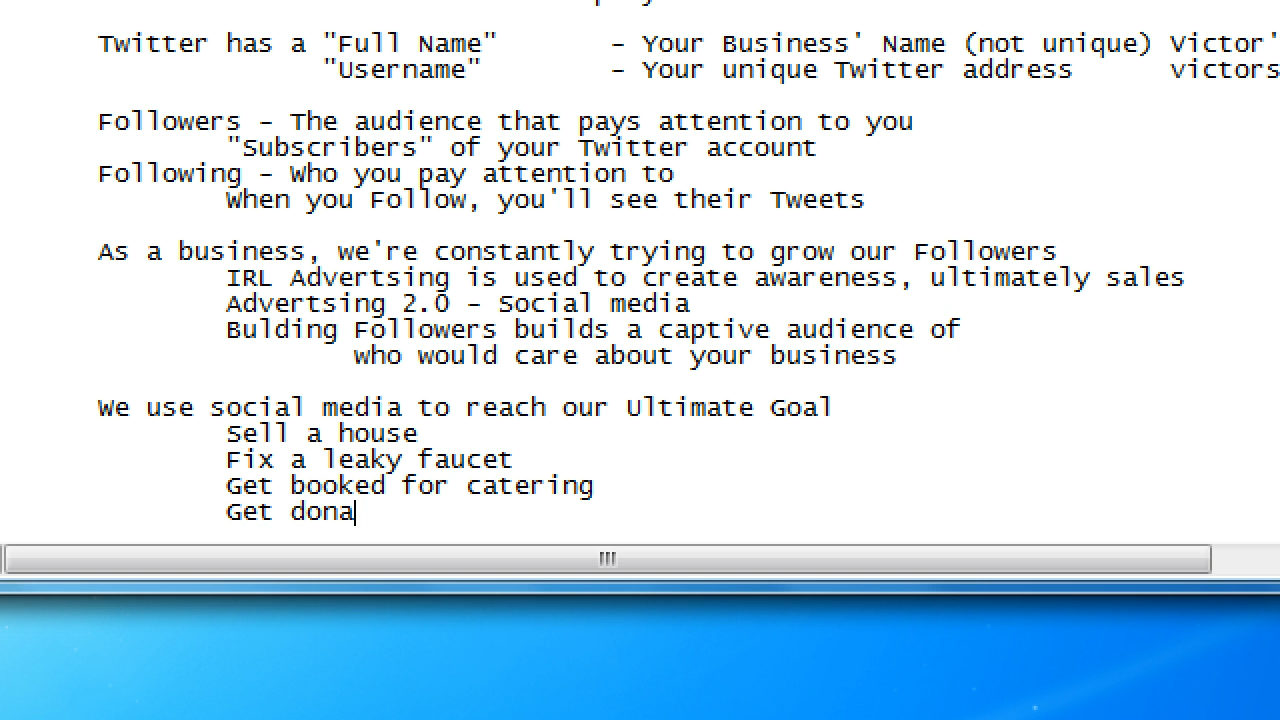 Twitter has a "Full Name" – Your Business' Name (not unique) Victor'
"Username" – Your unique Twitter address victors
Followers – The audience that pays attention to you
"Subscribers" of your Twitter account
Following – Who you pay attention to
When you Follow, you'll see their Tweets
As a business, we're constantly trying to grow our Followers
IRL Advertsing is used to create awareness, ultimately sales
Advertsing 2.0 – Social media
Bulding Followers builds a captive audience of
who would care about your business
We use social media to reach our Ultimate Goal
Sell a house
Fix a leaky faucet
Get booked for catering
Get dona